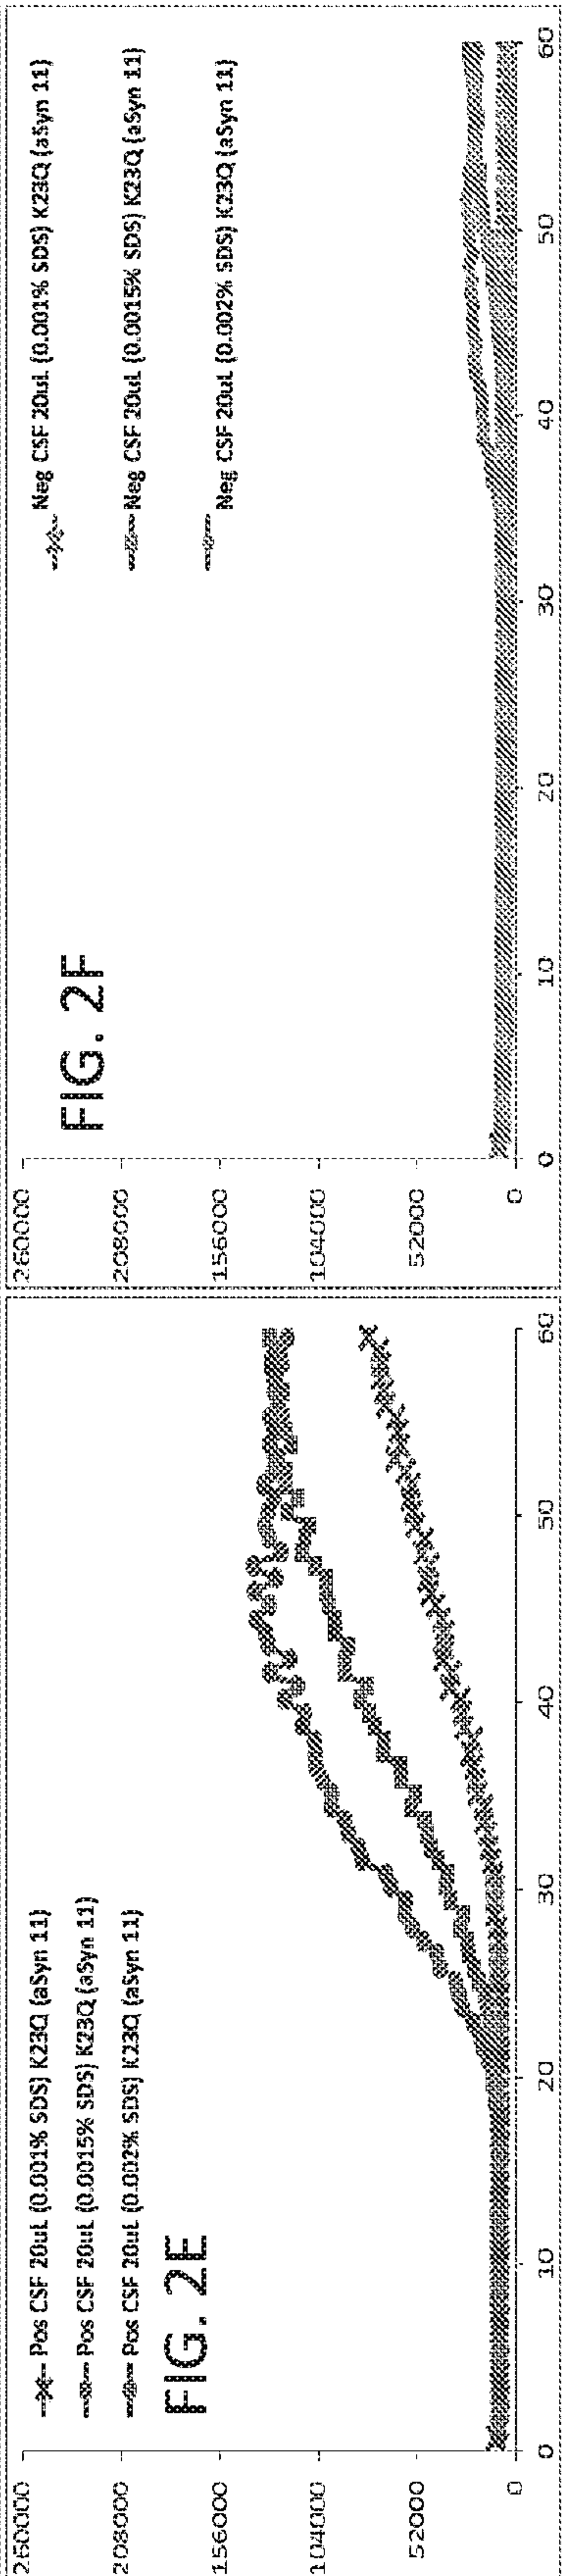 Pos CSF 20uL (0.001% SDS) K23Q (aSyn 11)
Pos CSF 20uL (0.0015% SDS) K23Q (aSyn 11)
Pos CSF 20uL (0.002% SDS) K23Q (aSyn 11)
FIG. 2E
260000
208000
156000
104000
52000
0
0 10 20 30 40 50 60
Neg CSF 20uL (0.001% SDS) K23Q (aSyn 11)
Neg CSF 20uL (0.0015% SDS) K23Q (aSyn 11)
Neg CSF 20uL (0.002% SDS) K23Q (aSyn 11)
FIG. 2F
260000
208000
156000
104000
52000
0
0 10 20 30 40 50 60